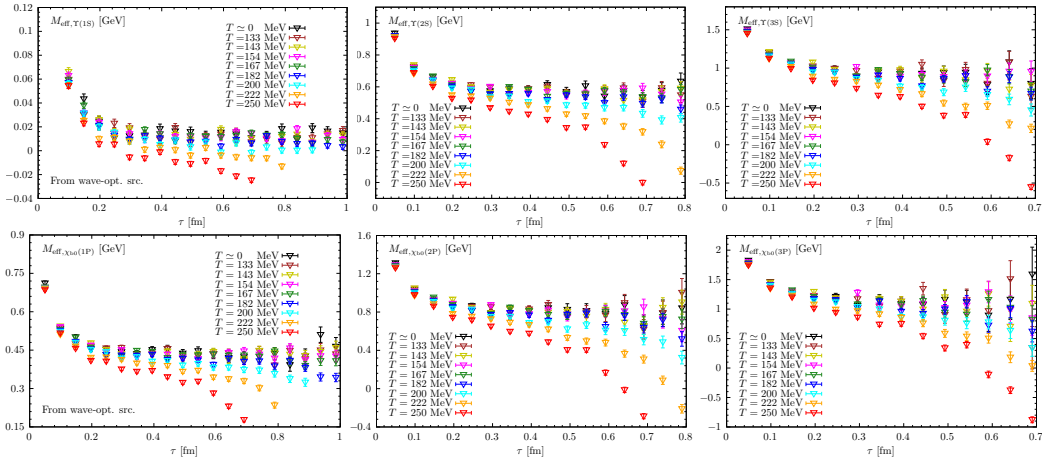 M_eff,Υ(1S) [GeV]
0.12
0.1
0.08
0.06
0.04
0.02
0
−0.02
−0.04
T ≃ 0 MeV
T = 133 MeV
T = 143 MeV
T = 154 MeV
T = 167 MeV
T = 182 MeV
T = 200 MeV
T = 222 MeV
T = 250 MeV
From wave-opt. src.
0 0.2 0.4 0.6 0.8 1
τ [fm]
M_eff,Υ(2S) [GeV]
1
0.8
0.6
0.4
0.2
0
T ≃ 0 MeV
T = 133 MeV
T = 143 MeV
T = 154 MeV
T = 167 MeV
T = 182 MeV
T = 200 MeV
T = 222 MeV
T = 250 MeV
0 0.1 0.2 0.3 0.4 0.5 0.6 0.7 0.8
τ [fm]
M_eff,Υ(3S) [GeV]
1.5
1
0.5
0
−0.5
T ≃ 0 MeV
T = 133 MeV
T = 143 MeV
T = 154 MeV
T = 167 MeV
T = 182 MeV
T = 200 MeV
T = 222 MeV
T = 250 MeV
0 0.1 0.2 0.3 0.4 0.5 0.6 0.7
τ [fm]
M_eff,χb0(1P) [GeV]
0.9
0.75
0.6
0.45
0.3
0.15
T ≃ 0 MeV
T = 133 MeV
T = 143 MeV
T = 154 MeV
T = 167 MeV
T = 182 MeV
T = 200 MeV
T = 222 MeV
T = 250 MeV
From wave-opt. src.
0 0.2 0.4 0.6 0.8 1
τ [fm]
M_eff,χb0(2P) [GeV]
1.6
1.2
0.8
0.4
0
−0.4
T ≃ 0 MeV
T = 133 MeV
T = 143 MeV
T = 154 MeV
T = 167 MeV
T = 182 MeV
T = 200 MeV
T = 222 MeV
T = 250 MeV
0 0.1 0.2 0.3 0.4 0.5 0.6 0.7 0.8
τ [fm]
M_eff,χb0(3P) [GeV]
2
1.5
1
0.5
0
−0.5
−1
T ≃ 0 MeV
T = 133 MeV
T = 143 MeV
T = 154 MeV
T = 167 MeV
T = 182 MeV
T = 200 MeV
T = 222 MeV
T = 250 MeV
0 0.1 0.2 0.3 0.4 0.5 0.6 0.7
τ [fm]